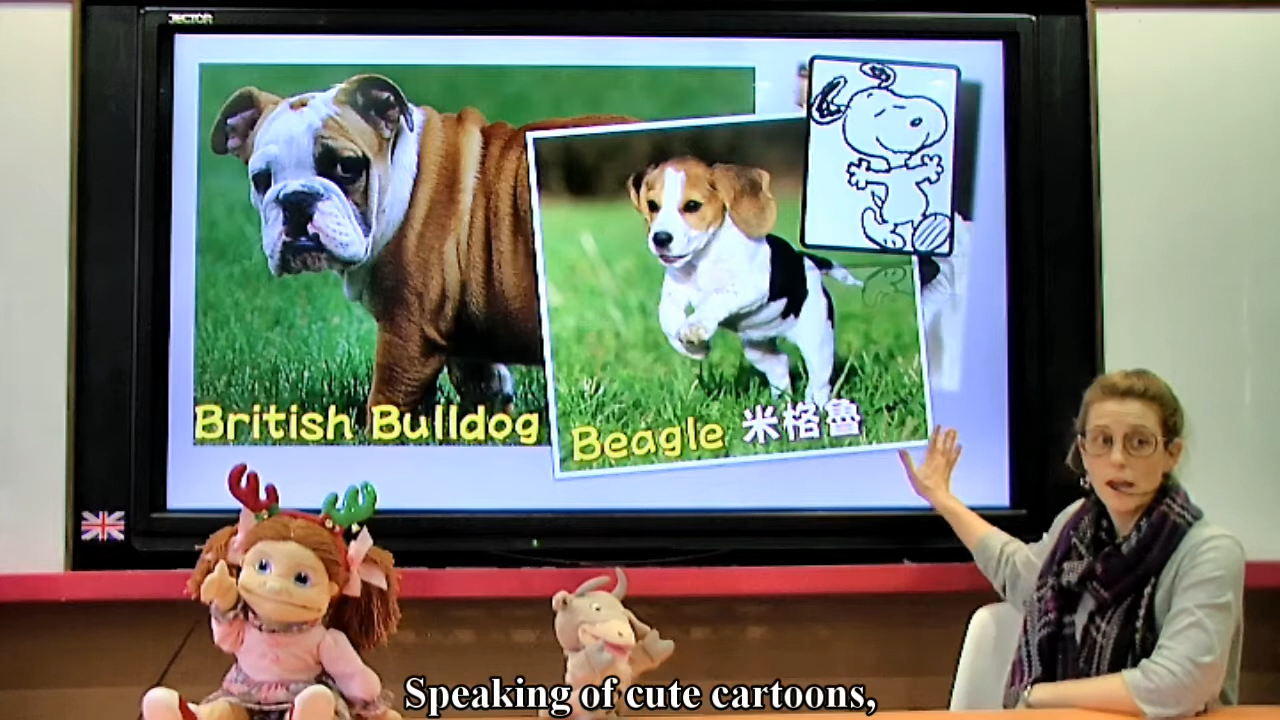 JECTOR
British Bulldog
Beagle 米格魯
Speaking of cute cartoons,